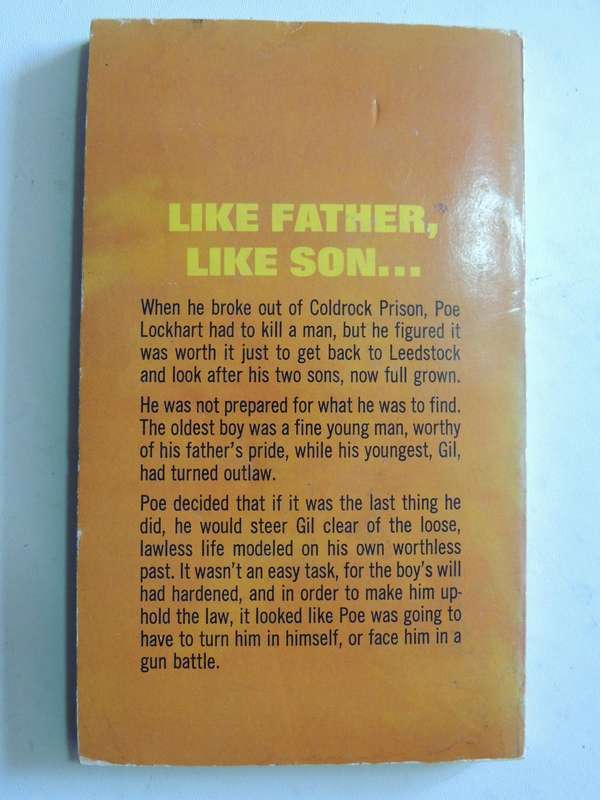 LIKE FATHER,
LIKE SON...
When he broke out of Coldrock Prison, Poe
Lockhart had to kill a man, but he figured it
was worth it just to get back to Leedstock
and look after his two sons, now full grown.
He was not prepared for what he was to find.
The oldest boy was a fine young man, worthy
of his father's pride, while his youngest, Gil,
had turned outlaw.
Poe decided that if it was the last thing he
did, he would steer Gil clear of the loose,
lawless life modeled on his own worthless
past. It wasn't an easy task, for the boy's will
had hardened, and in order to make him up-
hold the law, it looked like Poe was going to
have to turn him in himself, or face him in a
gun battle.